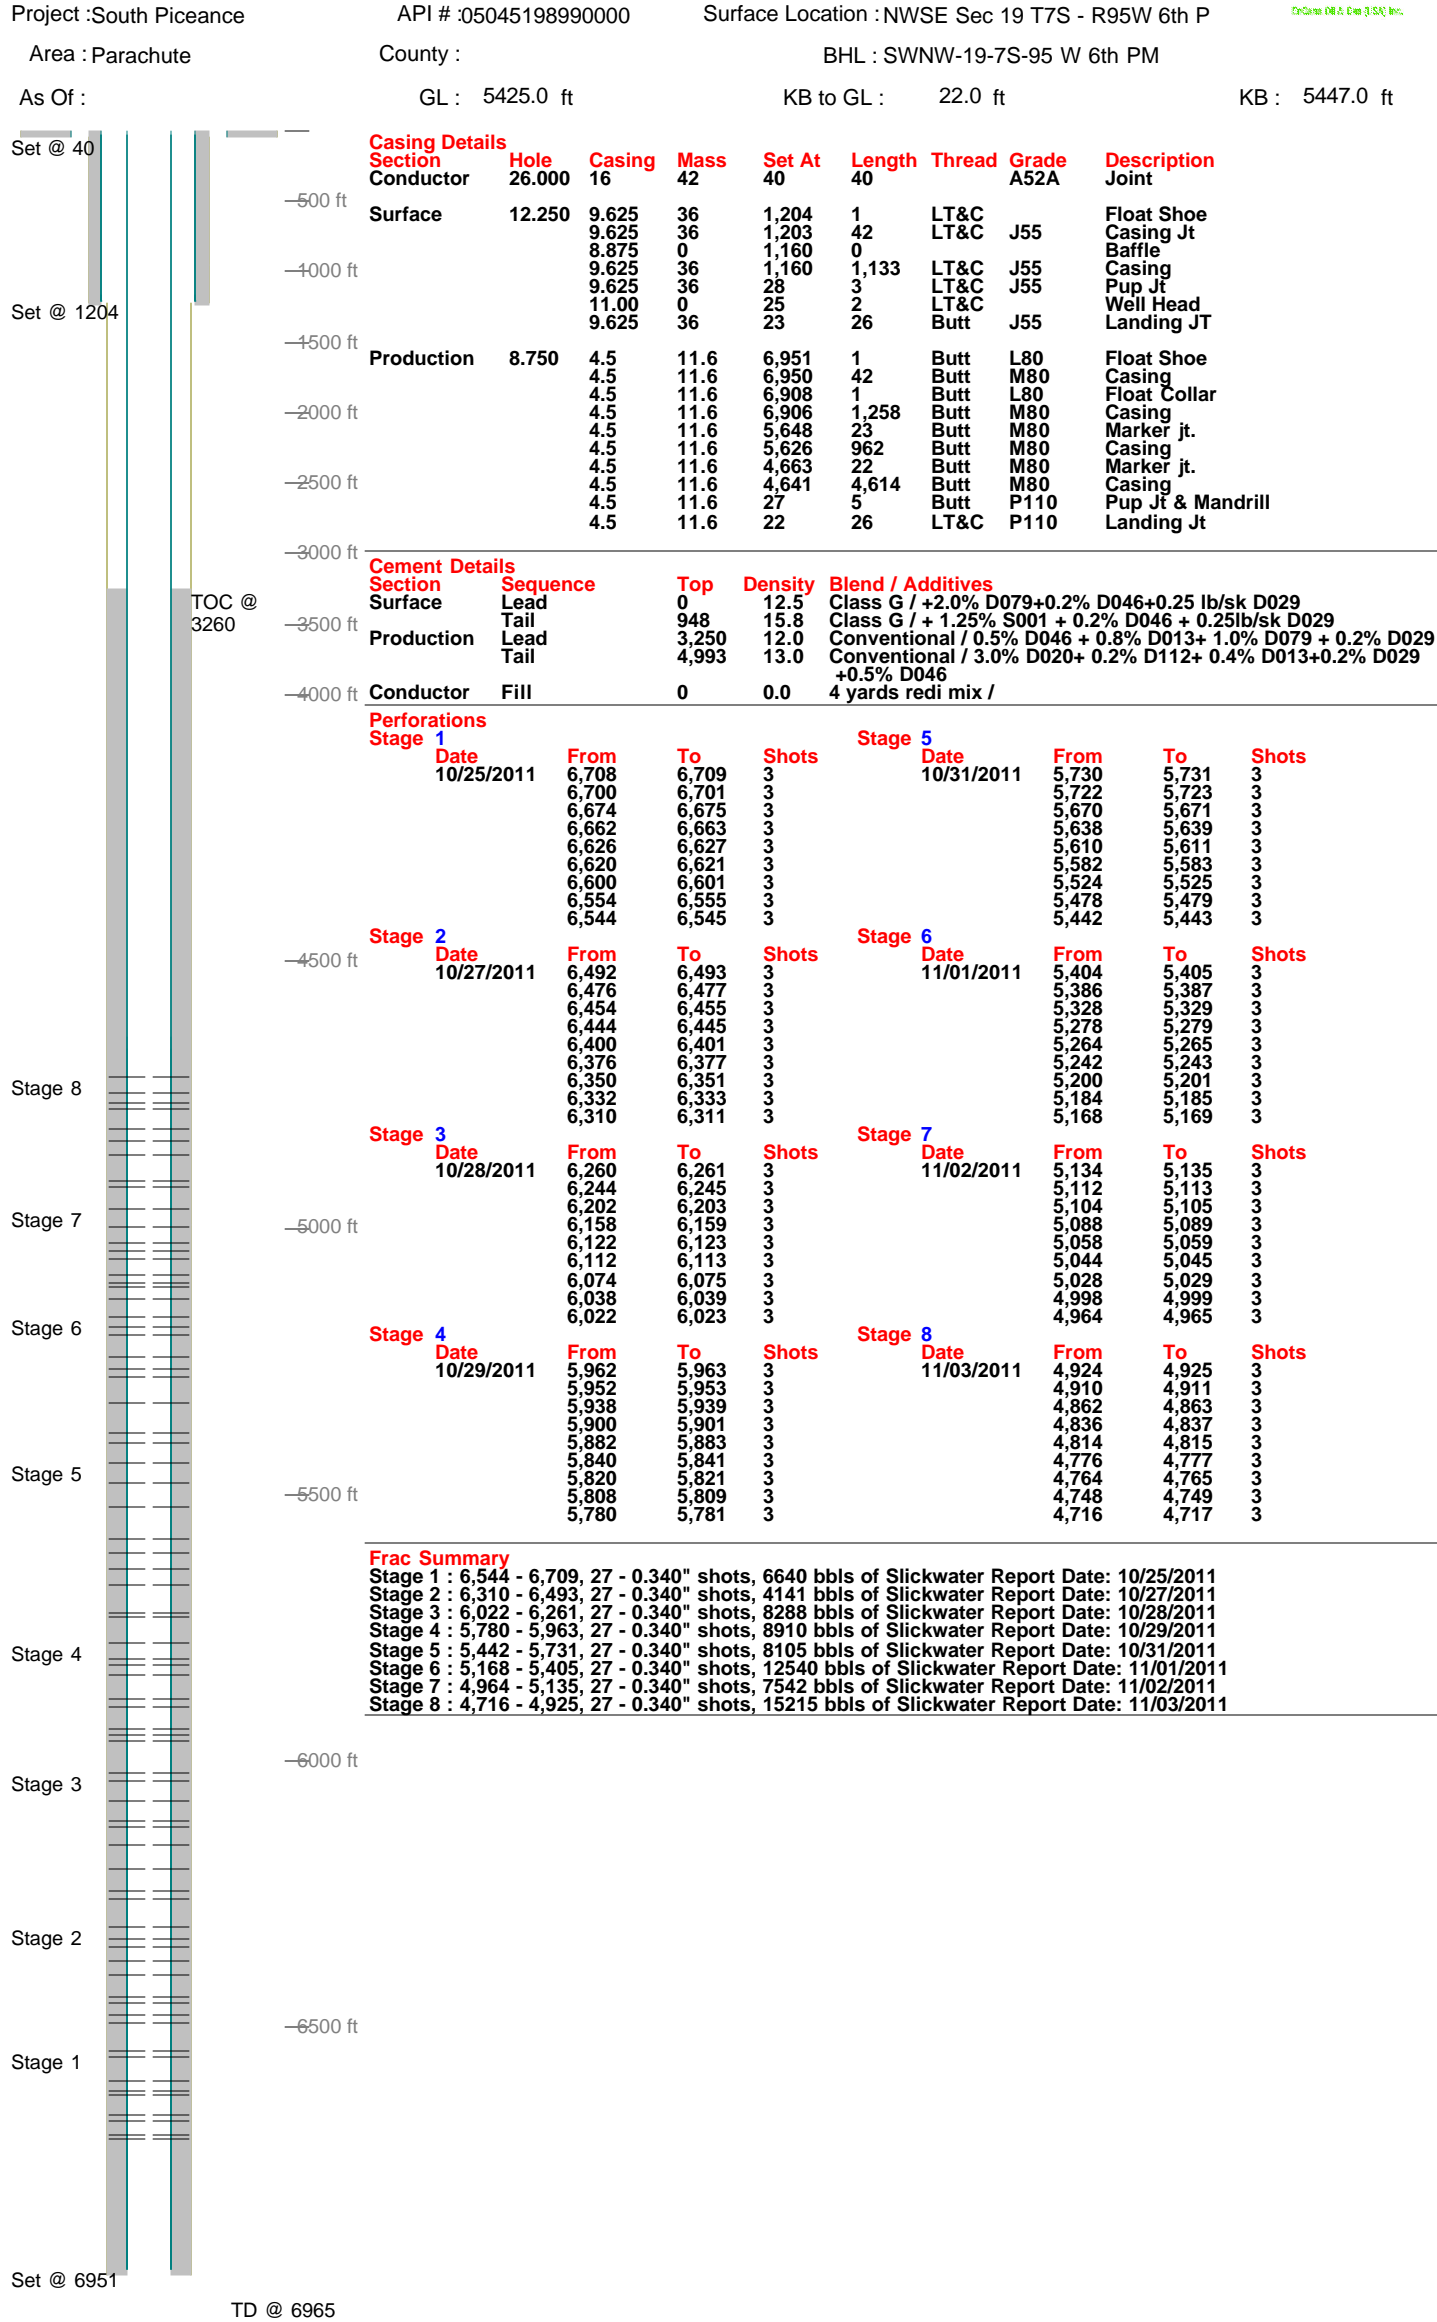 Project :South Piceance API # :05045198990000 Surface Location : NWSE Sec 19 T7S - R95W 6th P
Area : Parachute County : BHL : SWNW-19-7S-95 W 6th PM
As Of : GL : 5425.0 ft KB to GL : 22.0 ft KB : 5447.0 ft
Set @ 40
Set @ 1204
TOC @
3260
Stage 8
Stage 7
Stage 6
Stage 5
Stage 4
Stage 3
Stage 2
Stage 1
Set @ 6951
TD @ 6965
500 ft
1000 ft
1500 ft
2000 ft
2500 ft
3000 ft
3500 ft
4000 ft
4500 ft
5000 ft
5500 ft
6000 ft
6500 ft
Casing Details
Section Hole Casing Mass Set At Length Thread Grade Description
Conductor 26.000 16 42 40 40 A52A Joint
Surface 12.250 9.625 36 1,204 1 LT&C Float Shoe
9.625 36 1,203 42 LT&C J55 Casing Jt
8.875 0 1,160 0 Baffle
9.625 36 1,160 1,133 LT&C J55 Casing
9.625 36 28 3 LT&C J55 Pup Jt
11.00 0 25 2 LT&C Well Head
9.625 36 23 26 Butt J55 Landing JT
Production 8.750 4.5 11.6 6,951 1 Butt L80 Float Shoe
4.5 11.6 6,950 42 Butt M80 Casing
4.5 11.6 6,908 1 Butt L80 Float Collar
4.5 11.6 6,906 1,258 Butt M80 Casing
4.5 11.6 5,648 23 Butt M80 Marker jt.
4.5 11.6 5,626 962 Butt M80 Casing
4.5 11.6 4,663 22 Butt M80 Marker jt.
4.5 11.6 4,641 4,614 Butt M80 Casing
4.5 11.6 27 5 Butt P110 Pup Jt & Mandrill
4.5 11.6 22 26 LT&C P110 Landing Jt
Cement Details
Section Sequence Top Density Blend / Additives
Surface Lead 0 12.5 Class G / +2.0% D079+0.2% D046+0.25 lb/sk D029
Tail 948 15.8 Class G / + 1.25% S001 + 0.2% D046 + 0.25lb/sk D029
Production Lead 3,250 12.0 Conventional / 0.5% D046 + 0.8% D013+ 1.0% D079 + 0.2% D029
Tail 4,993 13.0 Conventional / 3.0% D020+ 0.2% D112+ 0.4% D013+0.2% D029
+0.5% D046
Conductor Fill 0 0.0 4 yards redi mix /
Perforations
Stage 1
Date From To Shots
10/25/2011 6,708 6,709 3
6,700 6,701 3
6,674 6,675 3
6,662 6,663 3
6,626 6,627 3
6,620 6,621 3
6,600 6,601 3
6,554 6,555 3
6,544 6,545 3
Stage 2
Date From To Shots
10/27/2011 6,492 6,493 3
6,476 6,477 3
6,454 6,455 3
6,444 6,445 3
6,400 6,401 3
6,376 6,377 3
6,350 6,351 3
6,332 6,333 3
6,310 6,311 3
Stage 3
Date From To Shots
10/28/2011 6,260 6,261 3
6,244 6,245 3
6,202 6,203 3
6,158 6,159 3
6,122 6,123 3
6,112 6,113 3
6,074 6,075 3
6,038 6,039 3
6,022 6,023 3
Stage 4
Date From To Shots
10/29/2011 5,962 5,963 3
5,952 5,953 3
5,938 5,939 3
5,900 5,901 3
5,882 5,883 3
5,840 5,841 3
5,820 5,821 3
5,808 5,809 3
5,780 5,781 3
Stage 5
Date From To Shots
10/31/2011 5,730 5,731 3
5,722 5,723 3
5,670 5,671 3
5,638 5,639 3
5,610 5,611 3
5,582 5,583 3
5,524 5,525 3
5,478 5,479 3
5,442 5,443 3
Stage 6
Date From To Shots
11/01/2011 5,404 5,405 3
5,386 5,387 3
5,328 5,329 3
5,278 5,279 3
5,264 5,265 3
5,242 5,243 3
5,200 5,201 3
5,184 5,185 3
5,168 5,169 3
Stage 7
Date From To Shots
11/02/2011 5,134 5,135 3
5,112 5,113 3
5,104 5,105 3
5,088 5,089 3
5,058 5,059 3
5,044 5,045 3
5,028 5,029 3
4,998 4,999 3
4,964 4,965 3
Stage 8
Date From To Shots
11/03/2011 4,924 4,925 3
4,910 4,911 3
4,862 4,863 3
4,836 4,837 3
4,814 4,815 3
4,776 4,777 3
4,764 4,765 3
4,748 4,749 3
4,716 4,717 3
Frac Summary
Stage 1 : 6,544 - 6,709, 27 - 0.340" shots, 6640 bbls of Slickwater Report Date: 10/25/2011
Stage 2 : 6,310 - 6,493, 27 - 0.340" shots, 4141 bbls of Slickwater Report Date: 10/27/2011
Stage 3 : 6,022 - 6,261, 27 - 0.340" shots, 8288 bbls of Slickwater Report Date: 10/28/2011
Stage 4 : 5,780 - 5,963, 27 - 0.340" shots, 8910 bbls of Slickwater Report Date: 10/29/2011
Stage 5 : 5,442 - 5,731, 27 - 0.340" shots, 8105 bbls of Slickwater Report Date: 10/31/2011
Stage 6 : 5,168 - 5,405, 27 - 0.340" shots, 12540 bbls of Slickwater Report Date: 11/01/2011
Stage 7 : 4,964 - 5,135, 27 - 0.340" shots, 7542 bbls of Slickwater Report Date: 11/02/2011
Stage 8 : 4,716 - 4,925, 27 - 0.340" shots, 15215 bbls of Slickwater Report Date: 11/03/2011